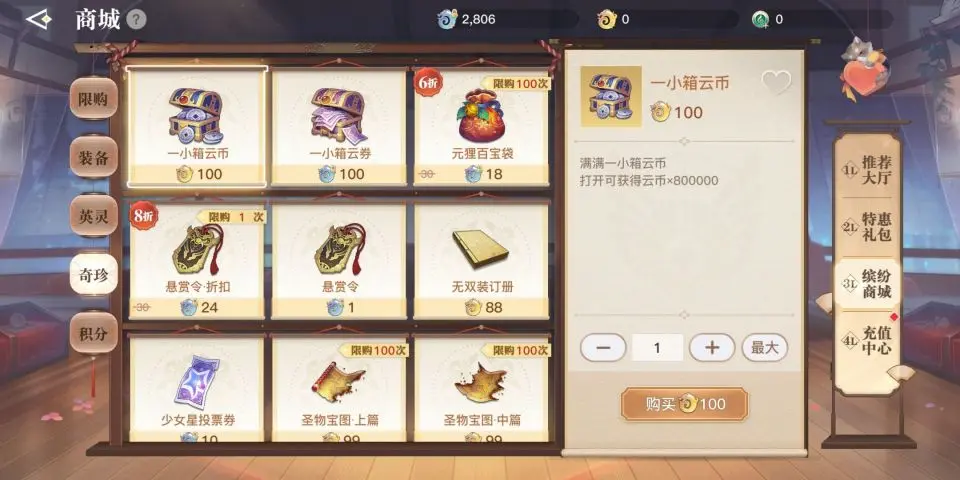 商城 ?
2,806
0
0
限购
装备
英灵
奇珍
积分
一小箱云币
100
一小箱云券
100
6折
限购100次
元狸百宝袋
30 18
8折
限购 1 次
悬赏令·折扣
30 24
悬赏令
1
无双装订册
88
少女星投票券
10
限购100次
圣物宝图·上篇
99
限购100次
圣物宝图·中篇
99
一小箱云币
100
满满一小箱云币
打开可获得云币×800000
1
最大
购买 100
1L 推荐
大厅
2L 特惠
礼包
3L 缤纷
商城
4L 充值
中心